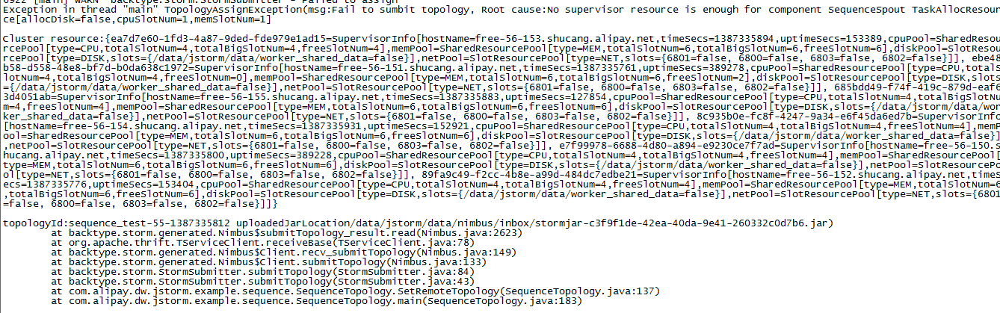 0922 [main] WARN  backtype.storm.StormSubmitter - Failed to assign
Exception in thread "main" TopologyAssignException(msg:Fail to sumbit topology, Root cause:No supervisor resource is enough for component SequenceSpout TaskAllocResour
ce[allocDisk=false,cpuSlotNum=1,memSlotNum=1]
Cluster resource:{ea7d7e60-1fd3-4a87-9ded-fde979e1ad15=SupervisorInfo[hostName=free-56-153.shucang.alipay.net,timeSecs=1387335894,uptimeSecs=153389,cpuPool=SharedResou
rcePool[type=CPU,totalSlotNum=4,totalBigSlotNum=4,freeSlotNum=4],memPool=SharedResourcePool[type=MEM,totalSlotNum=6,totalBigSlotNum=6,freeSlotNum=6],diskPool=SlotResou
rcePool[type=DISK,slots={/data/jstorm/data/worker_shared_data=false}],netPool=SlotResourcePool[type=NET,slots={6801=false, 6800=false, 6803=false, 6802=false}]], ebe48
b58-d558-48e8-bf7d-b0da638c1972=SupervisorInfo[hostName=free-56-151.shucang.alipay.net,timeSecs=1387335761,uptimeSecs=389278,cpuPool=SharedResourcePool[type=CPU,totalS
lotNum=4,totalBigSlotNum=4,freeSlotNum=0],memPool=SharedResourcePool[type=MEM,totalSlotNum=6,totalBigSlotNum=6,freeSlotNum=2],diskPool=SlotResourcePool[type=DISK,slots
={/data/jstorm/data/worker_shared_data=false}],netPool=SlotResourcePool[type=NET,slots={6801=false, 6800=false, 6803=false, 6802=false}]], 685bdd49-f74f-419c-879d-eaf6
3d4051ab=SupervisorInfo[hostName=free-56-155.shucang.alipay.net,timeSecs=1387335883,uptimeSecs=127854,cpuPool=SharedResourcePool[type=CPU,totalSlotNum=4,totalBigSlotNu
m=4,freeSlotNum=4],memPool=SharedResourcePool[type=MEM,totalSlotNum=6,totalBigSlotNum=6,freeSlotNum=6],diskPool=SlotResourcePool[type=DISK,slots={/data/jstorm/data/wor
ker_shared_data=false}],netPool=SlotResourcePool[type=NET,slots={6801=false, 6800=false, 6803=false, 6802=false}]], 8c935b0e-fc8f-4247-9a34-e6f45da6ed7b=SupervisorInfo
[hostName=free-56-154.shucang.alipay.net,timeSecs=1387335931,uptimeSecs=152921,cpuPool=SharedResourcePool[type=CPU,totalSlotNum=4,totalBigSlotNum=4,freeSlotNum=4],memP
ool=SharedResourcePool[type=MEM,totalSlotNum=6,totalBigSlotNum=6,freeSlotNum=6],diskPool=SlotResourcePool[type=DISK,slots={/data/jstorm/data/worker_shared_data=false}]
,netPool=SlotResourcePool[type=NET,slots={6801=false, 6800=false, 6803=false, 6802=false}]], e7f99978-6688-4d80-a894-e9230ce7f7ad=SupervisorInfo[hostName=free-56-150.s
hucang.alipay.net,timeSecs=1387335800,uptimeSecs=389228,cpuPool=SharedResourcePool[type=CPU,totalSlotNum=4,totalBigSlotNum=4,freeSlotNum=4],memPool=SharedResourcePool[
type=MEM,totalSlotNum=6,totalBigSlotNum=6,freeSlotNum=6],diskPool=SlotResourcePool[type=DISK,slots={/data/jstorm/data/worker_shared_data=false}],netPool=SlotResourcePo
ol[type=NET,slots={6801=false, 6800=false, 6803=false, 6802=false}]], 89fa9c49-f2cc-4b8e-a99d-484dc7edbe21=SupervisorInfo[hostName=free-56-152.shucang.alipay.net,timeS
ecs=1387335776,uptimeSecs=153404,cpuPool=SharedResourcePool[type=CPU,totalSlotNum=4,totalBigSlotNum=4,freeSlotNum=4],memPool=SharedResourcePool[type=MEM,totalSlotNum=6
,totalBigSlotNum=6,freeSlotNum=6],diskPool=SlotResourcePool[type=DISK,slots={/data/jstorm/data/worker_shared_data=false}],netPool=SlotResourcePool[type=NET,slots={6801
=false, 6800=false, 6803=false, 6802=false}]]}
topologyId:sequence_test-55-1387335812 uploadedJarLocation/data/jstorm/data/nimbus/inbox/stormjar-c3f9f1de-42ea-40da-9e41-260332c0d7b6.jar)
at backtype.storm.generated.Nimbus$submitTopology_result.read(Nimbus.java:2623)
at org.apache.thrift.TServiceClient.receiveBase(TServiceClient.java:78)
at backtype.storm.generated.Nimbus$Client.recv_submitTopology(Nimbus.java:149)
at backtype.storm.generated.Nimbus$Client.submitTopology(Nimbus.java:133)
at backtype.storm.StormSubmitter.submitTopology(StormSubmitter.java:84)
at backtype.storm.StormSubmitter.submitTopology(StormSubmitter.java:43)
at com.alipay.dw.jstorm.example.sequence.SequenceTopology.SetRemoteTopology(SequenceTopology.java:137)
at com.alipay.dw.jstorm.example.sequence.SequenceTopology.main(SequenceTopology.java:183)